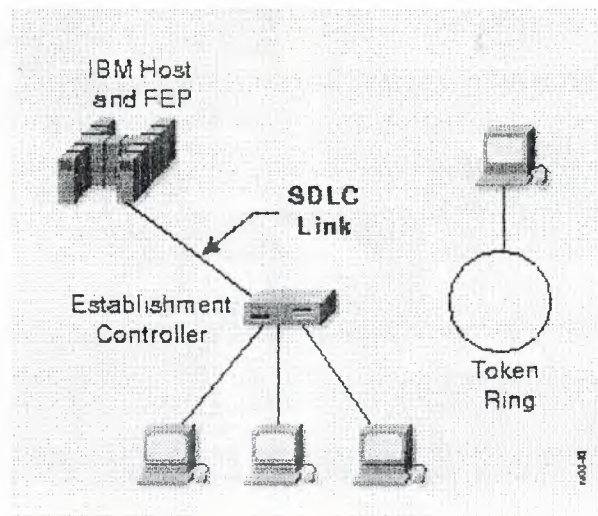 IBM Host
and FEP
SDLC
Link
Establishment
Controller
Token
Ring